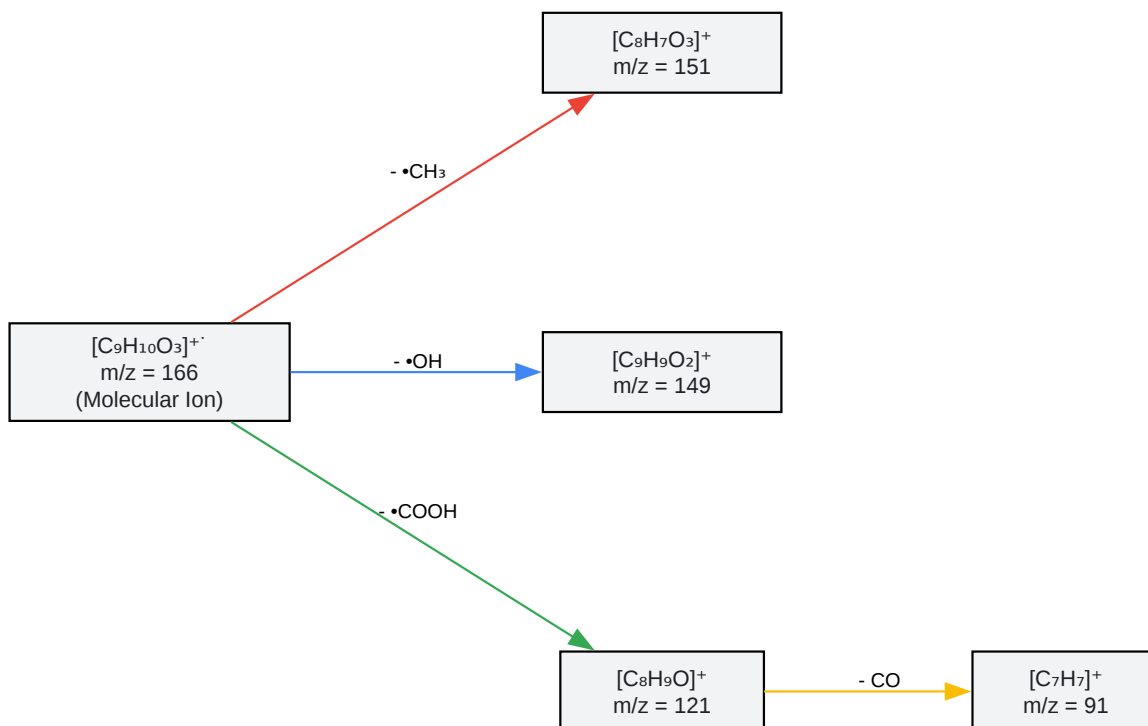 [C₈H₇O₃]⁺
m/z = 151
- •CH₃
[C₉H₁₀O₃]⁺˙
m/z = 166
(Molecular Ion)
- •OH
[C₉H₉O₂]⁺
m/z = 149
- •COOH
[C₈H₉O]⁺
m/z = 121
- CO
[C₇H₇]⁺
m/z = 91